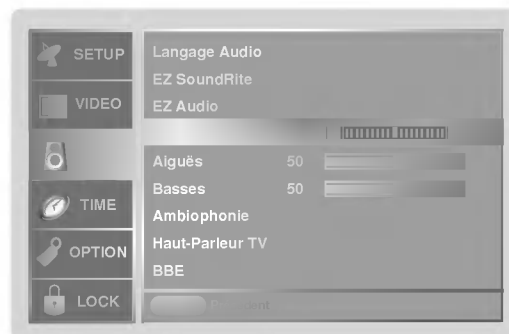 SETUP
VIDEO
TIME
OPTION
LOCK
Langage Audio
EZ SoundRite
EZ Audio
Aiguës 50
Basses 50
Ambiophonie
Haut-Parleur TV
BBE